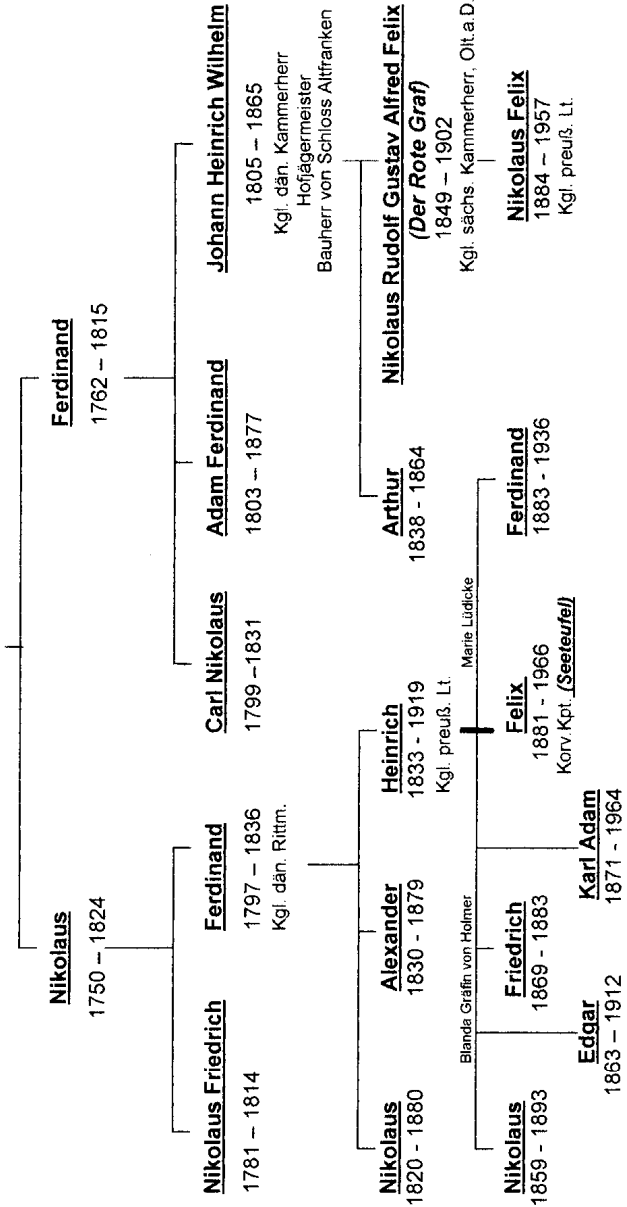 Nikolaus
1750 – 1824
Ferdinand
1762 – 1815
Nikolaus Friedrich
1781 – 1814
Ferdinand
1797 – 1836
Kgl. dän. Rittm.
Carl Nikolaus
1799 –1831
Adam Ferdinand
1803 – 1877
Johann Heinrich Wilhelm
1805 – 1865
Kgl. dän. Kammerherr
Hofjägermeister
Bauherr von Schloss Altfranken
Nikolaus
1820 - 1880
Alexander
1830 - 1879
Heinrich
1833 - 1919
Kgl. preuß. Lt.
Arthur
1838 - 1864
Nikolaus Rudolf Gustav Alfred Felix
(Der Rote Graf)
1849 – 1902
Kgl. sächs. Kammerherr, Olt.a.D.
Blanda Gräfin von Holmer
Marie Lüdicke
Nikolaus
1859 - 1893
Edgar
1863 – 1912
Friedrich
1869 - 1883
Karl Adam
1871 - 1964
Felix
1881 - 1966
Korv.Kpt. (Seeteufel)
Ferdinand
1883 - 1936
Nikolaus Felix
1884 – 1957
Kgl. preuß. Lt.